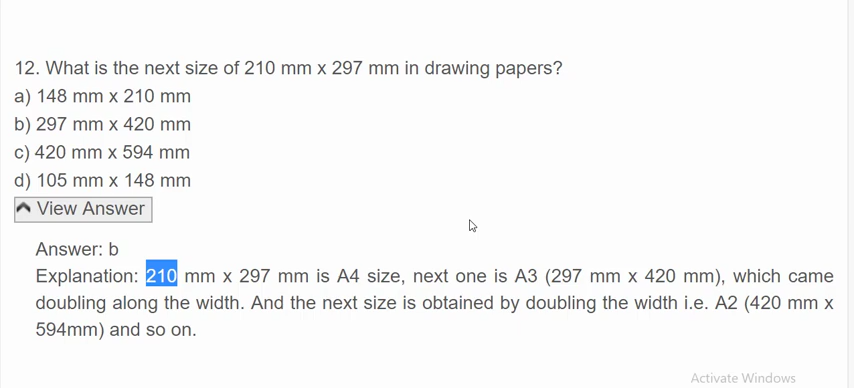 12. What is the next size of 210 mm x 297 mm in drawing papers?
a) 148 mm x 210 mm
b) 297 mm x 420 mm
c) 420 mm x 594 mm
d) 105 mm x 148 mm
View Answer
Answer: b
Explanation: 210 mm x 297 mm is A4 size, next one is A3 (297 mm x 420 mm), which came
doubling along the width. And the next size is obtained by doubling the width i.e. A2 (420 mm x
594mm) and so on.
Activate Windows